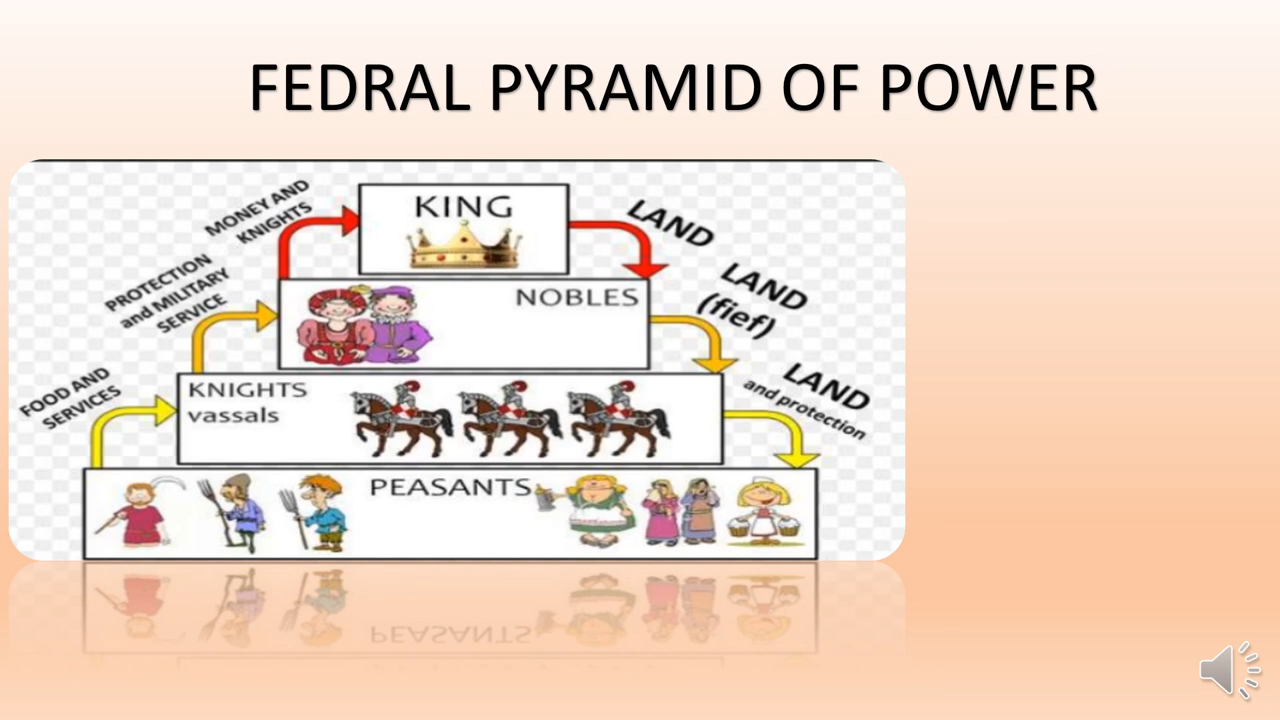 FEDRAL PYRAMID OF POWER
MONEY AND
KNIGHTS
KING
LAND
PROTECTION
and MILITARY
SERVICE
NOBLES
LAND
(fief)
FOOD AND
SERVICES
KNIGHTS
vassals
LAND
and protection
PEASANTS